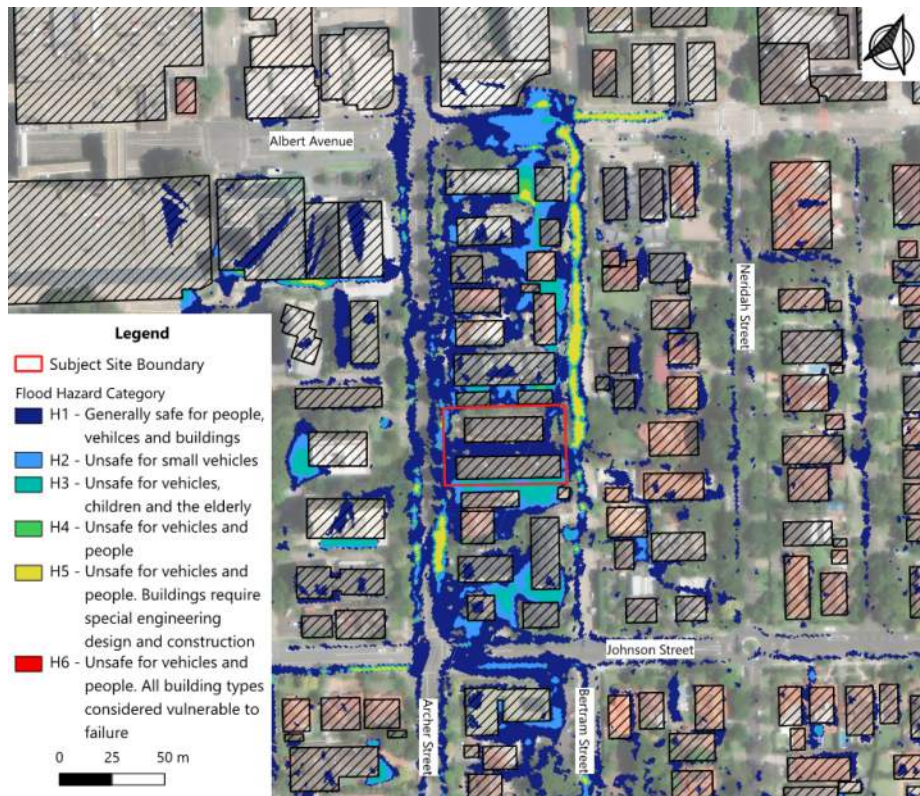 Albert Avenue
Neridah Street
Legend
Subject Site Boundary
Flood Hazard Category
H1 - Generally safe for people,
vehilces and buildings
H2 - Unsafe for small vehicles
H3 - Unsafe for vehicles,
children and the elderly
H4 - Unsafe for vehicles and
people
H5 - Unsafe for vehicles and
people. Buildings require
special engineering
design and construction
H6 - Unsafe for vehicles and
people. All building types
considered vulnerable to
failure
0 25 50 m
Johnson Street
Archer Street
Bertram Street